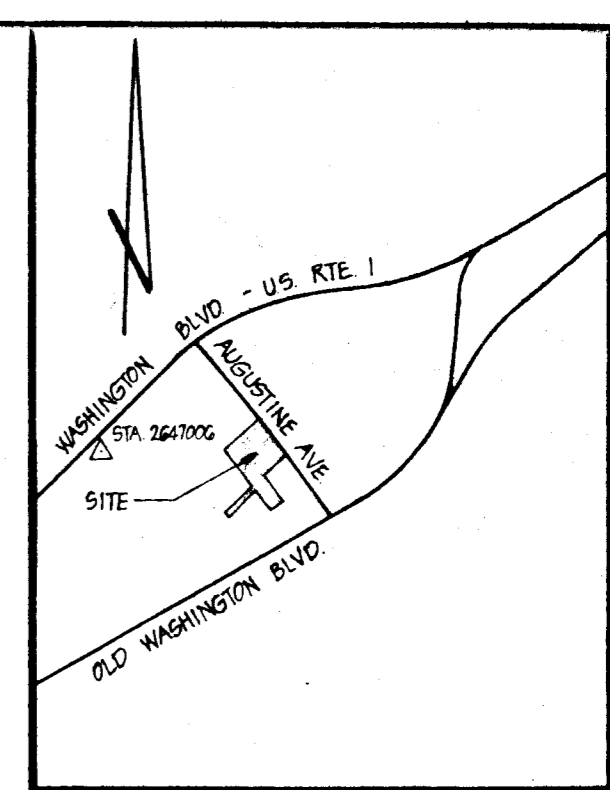 WASHINGTON BLVD. - U.S. RTE. 1
AUGUSTINE AVE.
STA. 2647006
SITE
OLD WASHINGTON BLVD.